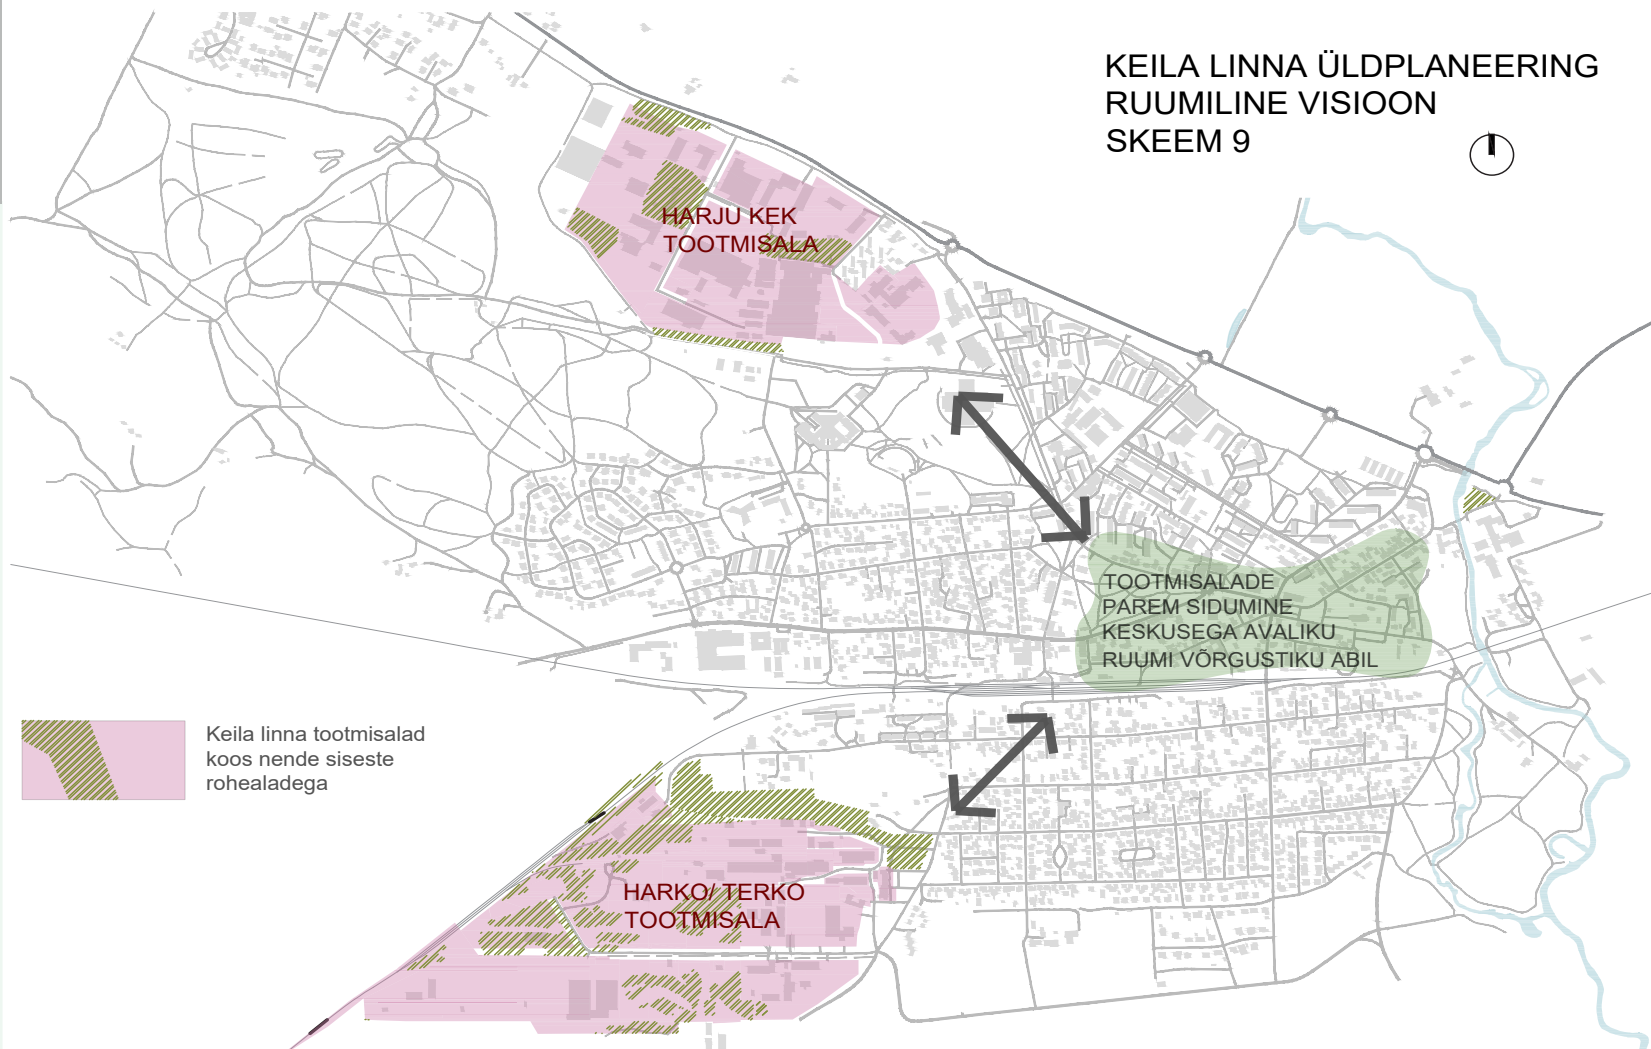 KEILA LINNA ÜLDPLANEERING
RUUMILINE VISIOON
SKEEM 9
HARJU KEK
TOOTMISALA
TOOTMISALADE
PAREM SIDUMINE
KESKUSEGA AVALIKU
RUUMI VÕRGUSTIKU ABIL
Keila linna tootmisalad
koos nende siseste
rohealadega
HARKO/ TERKO
TOOTMISALA